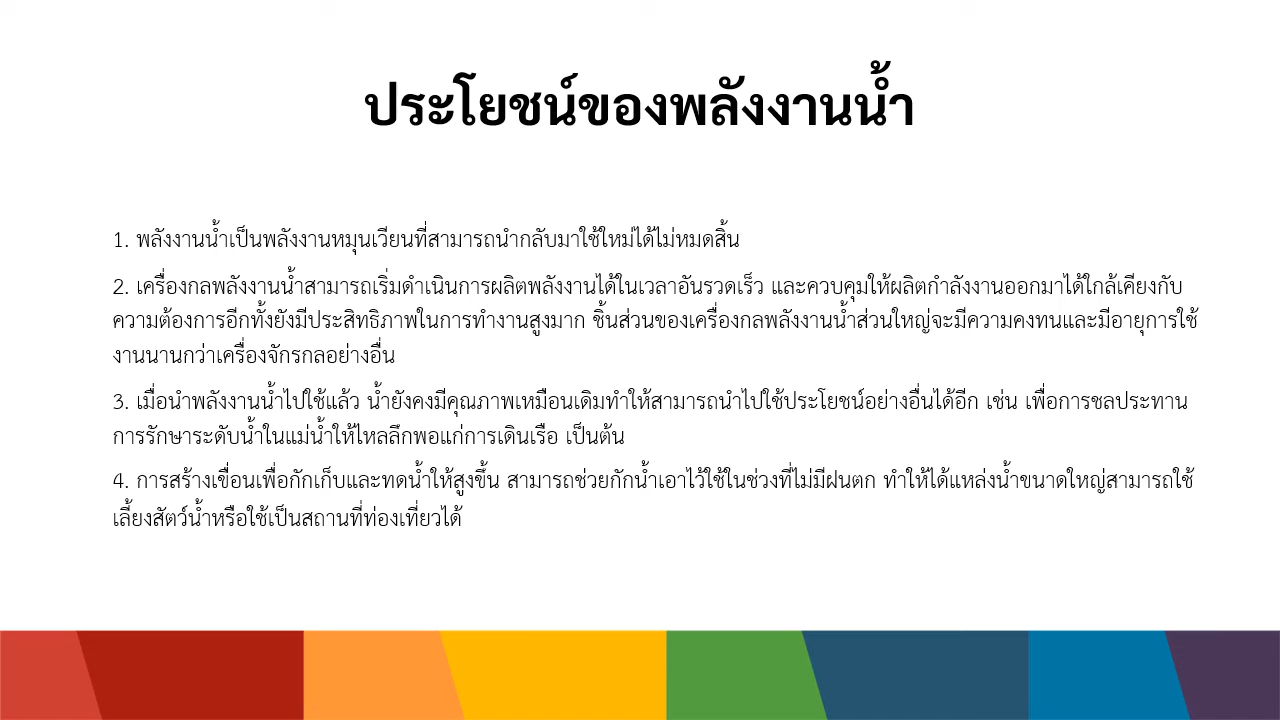 ประโยชน์ของพลังงานน้ำ
1. พลังงานน้ำเป็นพลังงานหมุนเวียนที่สามารถนำกลับมาใช้ใหม่ได้ไม่หมดสิ้น
2. เครื่องกลพลังงานน้ำสามารถเริ่มดำเนินการผลิตพลังงานได้ในเวลาอันรวดเร็ว และควบคุมให้ผลิตกำลังงานออกมาได้ใกล้เคียงกับ
ความต้องการอีกทั้งยังมีประสิทธิภาพในการทำงานสูงมาก ชิ้นส่วนของเครื่องกลพลังงานน้ำส่วนใหญ่จะมีความคงทนและมีอายุการใช้
งานนานกว่าเครื่องจักรกลอย่างอื่น
3. เมื่อนำพลังงานน้ำไปใช้แล้ว น้ำยังคงมีคุณภาพเหมือนเดิมทำให้สามารถนำไปใช้ประโยชน์อย่างอื่นได้อีก เช่น เพื่อการชลประทาน
การรักษาระดับน้ำในแม่น้ำให้ไหลลึกพอแก่การเดินเรือ เป็นต้น
4. การสร้างเขื่อนเพื่อกักเก็บและทดน้ำให้สูงขึ้น สามารถช่วยกักน้ำเอาไว้ใช้ในช่วงที่ไม่มีฝนตก ทำให้ได้แหล่งน้ำขนาดใหญ่สามารถใช้
เลี้ยงสัตว์น้ำหรือใช้เป็นสถานที่ท่องเที่ยวได้